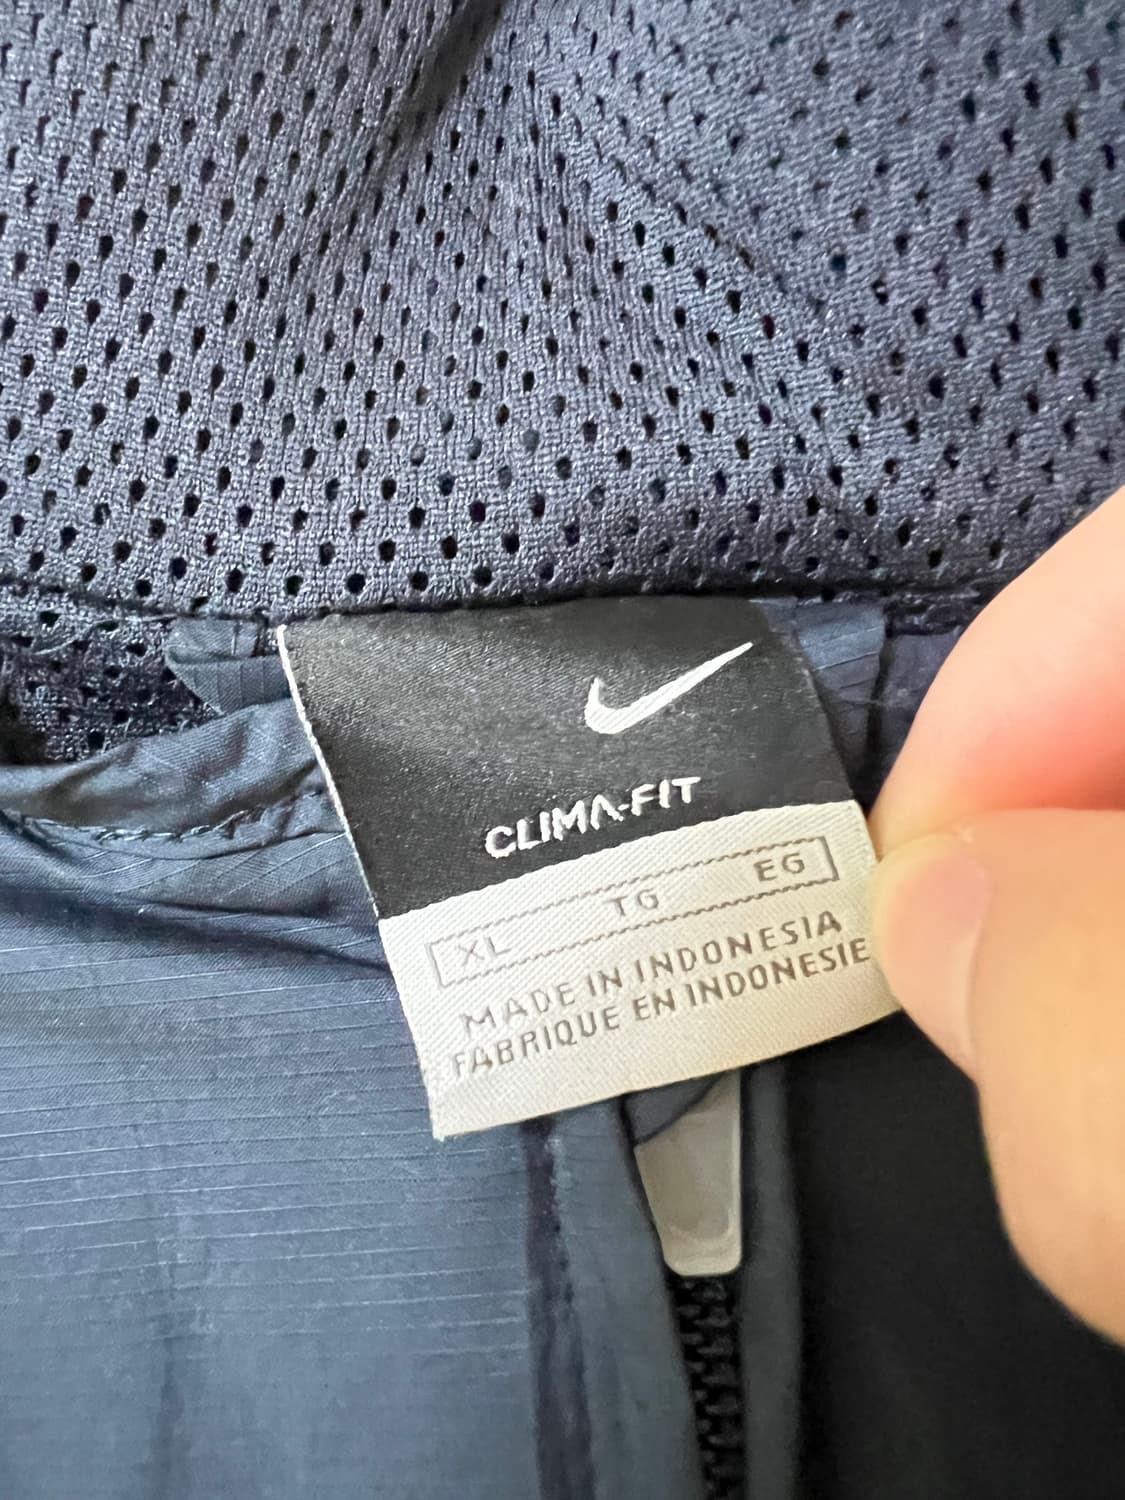 CLIMA-FIT
XL TG EG
MADE IN INDONESIA
FABRIQUE EN INDONESIE